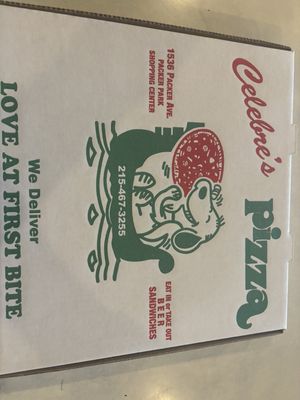 Celebre's
pizza
1536 PACKER AVE.
PACKER PARK
SHOPPING CENTER
215-467-3255
EAT IN or TAKE OUT
BEER
SANDWICHES
We Deliver
LOVE AT FIRST BITE